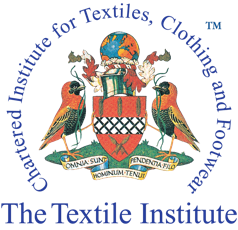 Chartered Institute for Textiles, Clothing and Footwear
TM
OMNIA SUNT PENDENTIA FILO
HOMINUM TENUI
The Textile Institute